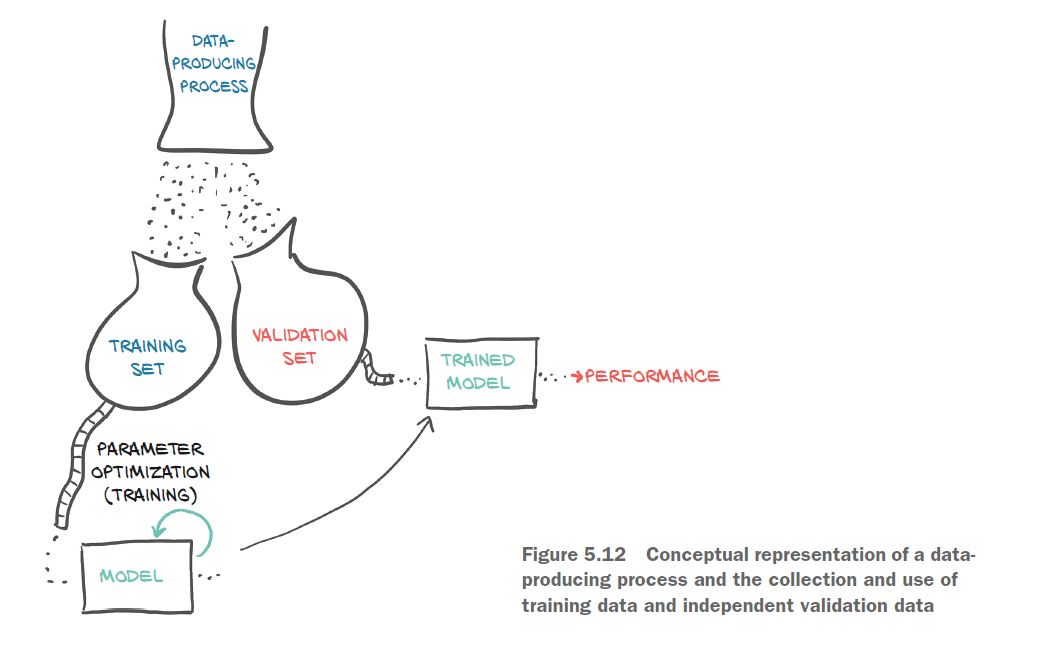 DATA-
PRODUCING
PROCESS
TRAINING
SET
VALIDATION
SET
TRAINED
MODEL
PERFORMANCE
PARAMETER
OPTIMIZATION
(TRAINING)
MODEL
Figure 5.12 Conceptual representation of a data-
producing process and the collection and use of
training data and independent validation data